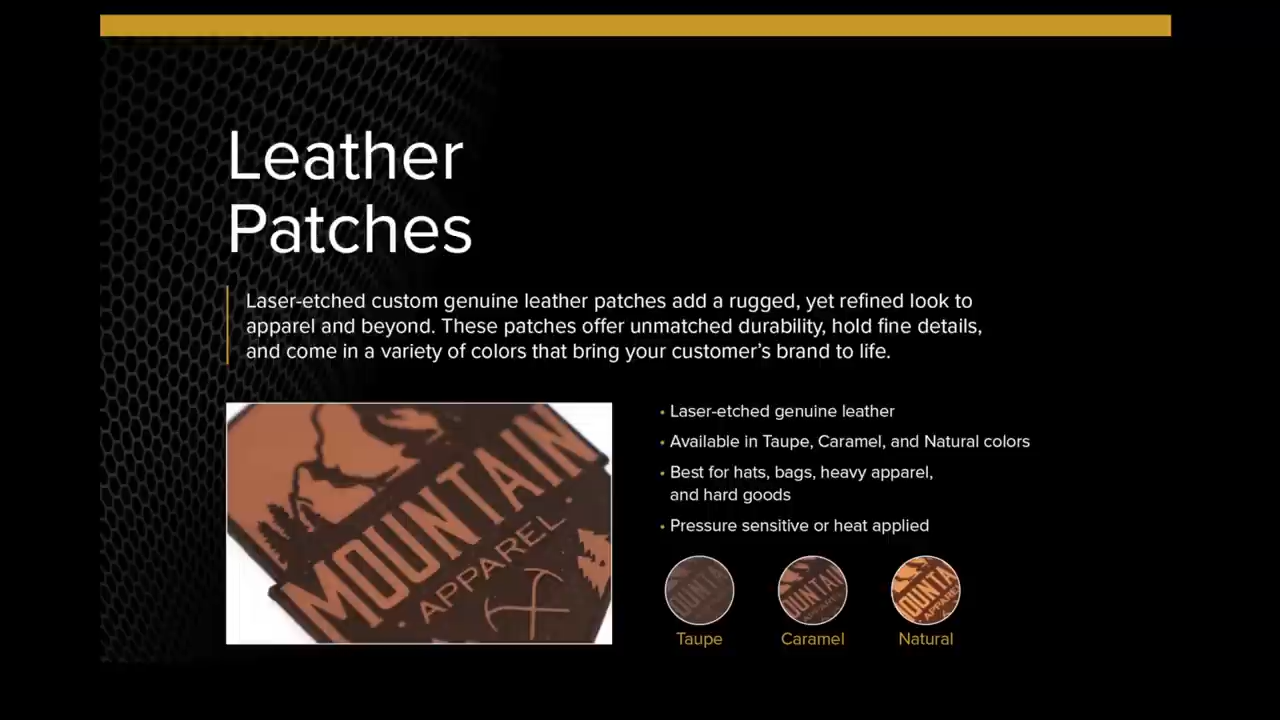 Leather
Patches
Laser-etched custom genuine leather patches add a rugged, yet refined look to
apparel and beyond. These patches offer unmatched durability, hold fine details,
and come in a variety of colors that bring your customer’s brand to life.
MOUNTAIN
APPAREL
• Laser-etched genuine leather
• Available in Taupe, Caramel, and Natural colors
• Best for hats, bags, heavy apparel,
and hard goods
• Pressure sensitive or heat applied
Taupe
Caramel
Natural